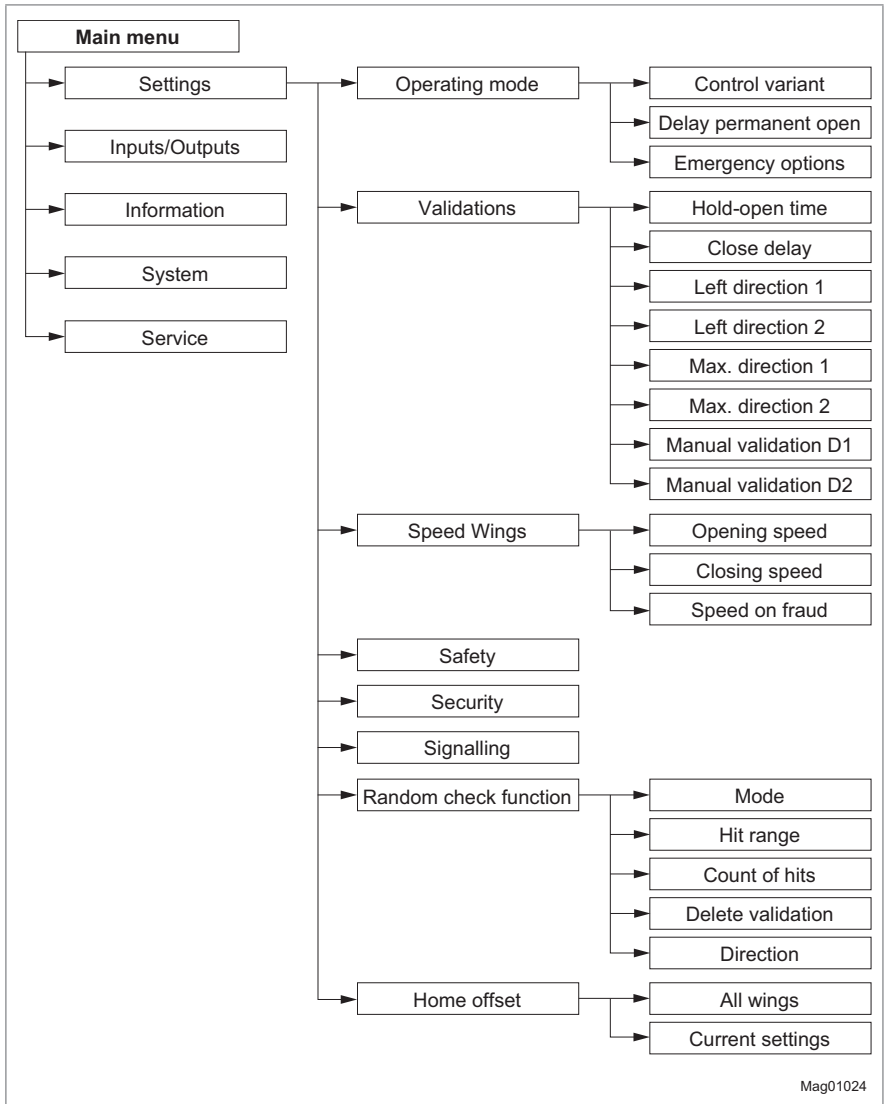 Main menu
Settings
Operating mode
Control variant
Delay permanent open
Emergency options
Inputs/Outputs
Information
System
Service
Validations
Hold-open time
Close delay
Left direction 1
Left direction 2
Max. direction 1
Max. direction 2
Manual validation D1
Manual validation D2
Speed Wings
Opening speed
Closing speed
Speed on fraud
Safety
Security
Signalling
Random check function
Mode
Hit range
Count of hits
Delete validation
Direction
Home offset
All wings
Current settings
Mag01024